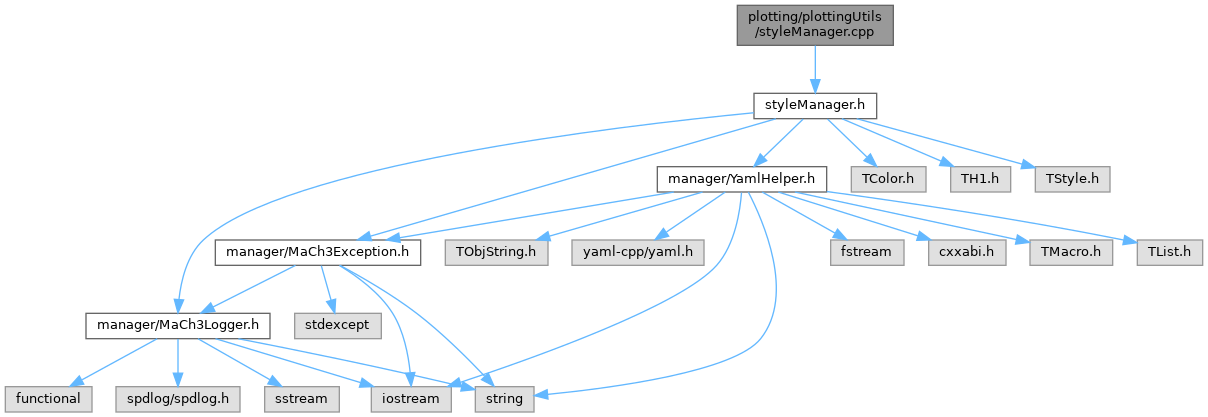 plotting/plottingUtils
/styleManager.cpp
styleManager.h
manager/YamlHelper.h
TColor.h
TH1.h
TStyle.h
manager/MaCh3Exception.h
TObjString.h
yaml-cpp/yaml.h
fstream
cxxabi.h
TMacro.h
TList.h
manager/MaCh3Logger.h
stdexcept
functional
spdlog/spdlog.h
sstream
iostream
string